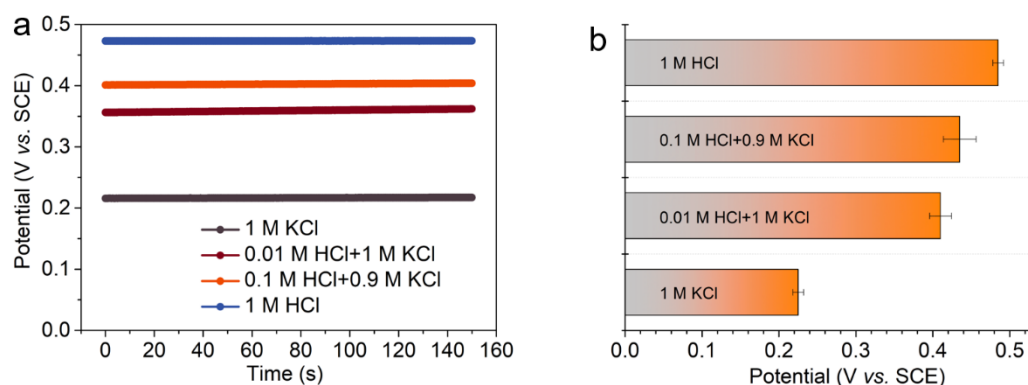 a
0.5
0.4
0.3
0.2
0.1
0.0
Potential (V vs. SCE)
1 M KCl
0.01 M HCl+1 M KCl
0.1 M HCl+0.9 M KCl
1 M HCl
0 20 40 60 80 100 120 140 160
Time (s)
b
1 M HCl
0.1 M HCl+0.9 M KCl
0.01 M HCl+1 M KCl
1 M KCl
0.0 0.1 0.2 0.3 0.4 0.5
Potential (V vs. SCE)